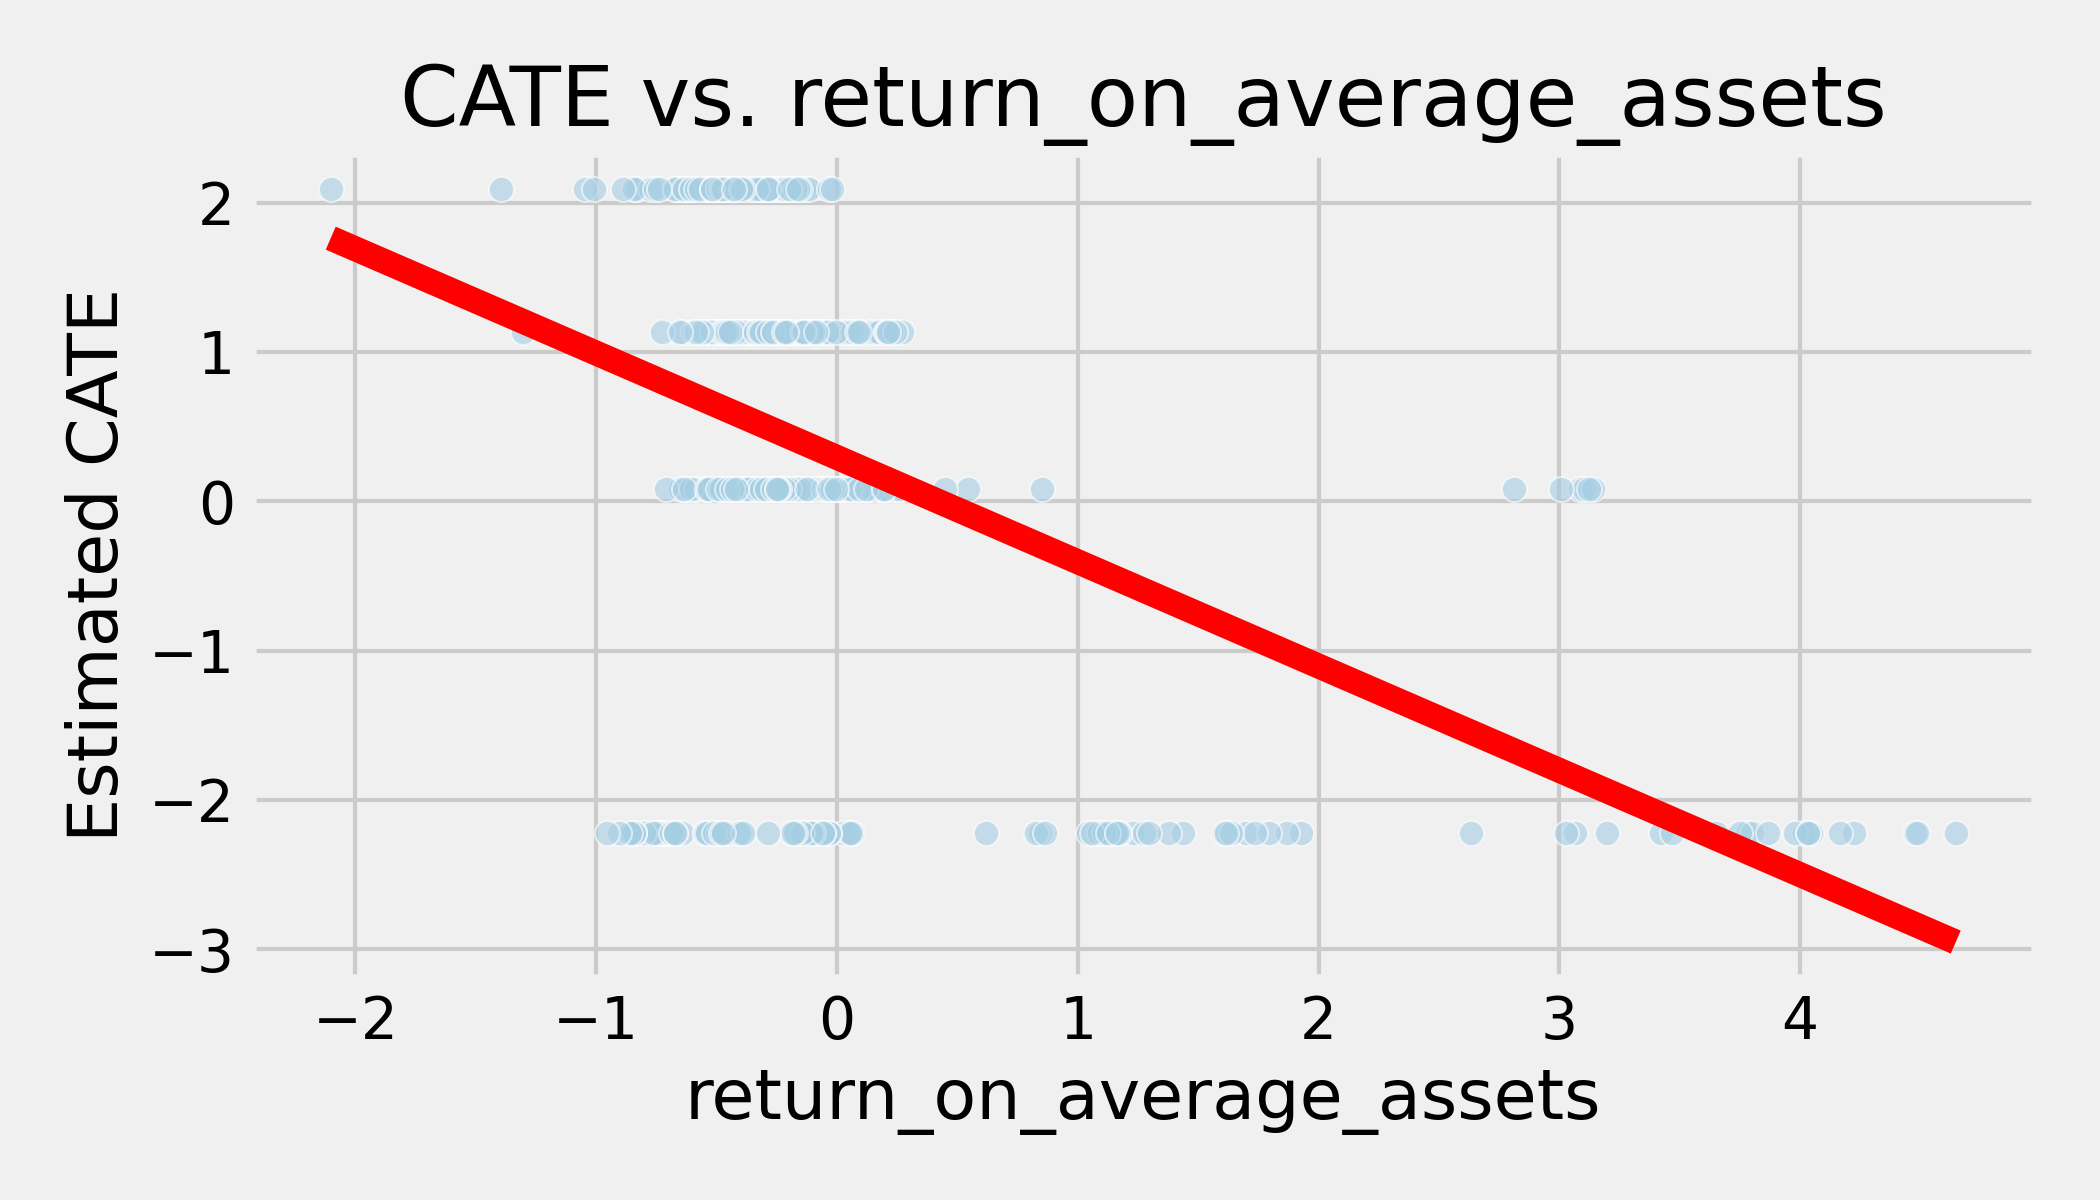 CATE vs. return_on_average_assets
2
1
0
−1
−2
−3
Estimated CATE
−2 −1 0 1 2 3 4
return_on_average_assets